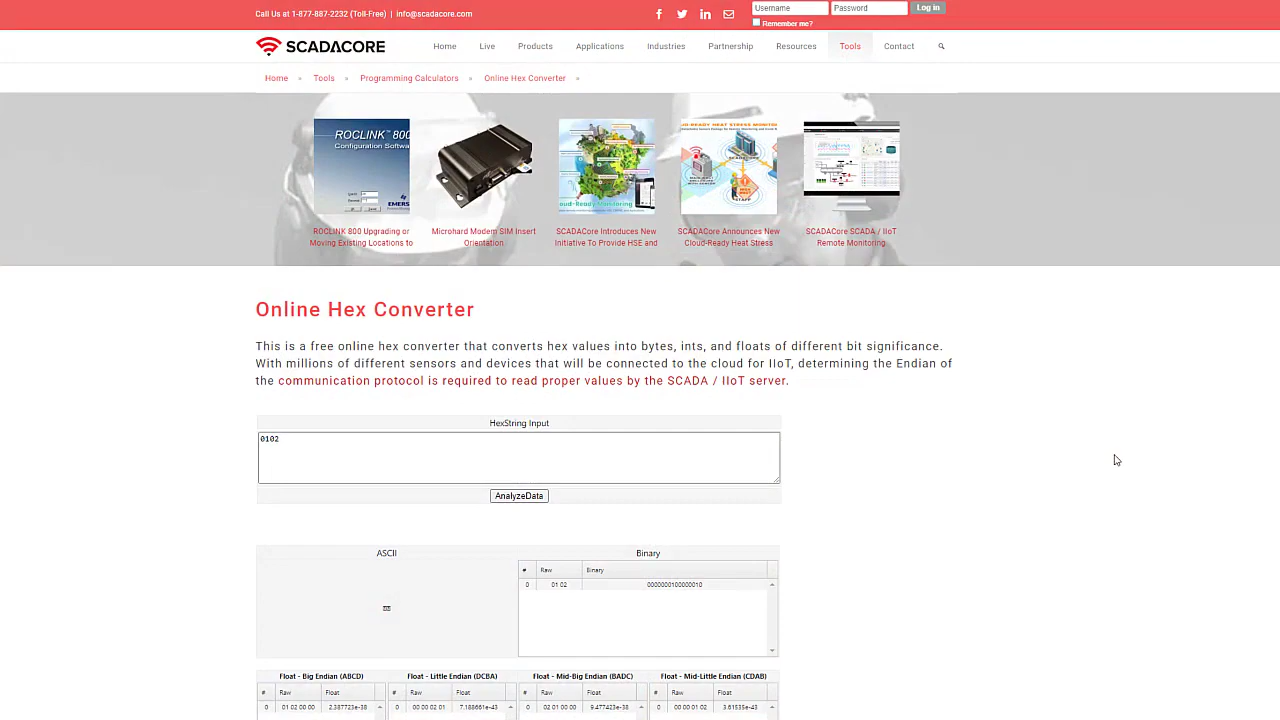 Call Us at 1-877-887-2232 (Toll-Free) | info@scadacore.com
Username Password Log in
Remember me?
SCADACORE Home Live Products Applications Industries Partnership Resources Tools Contact
Home » Tools » Programming Calculators » Online Hex Converter »
ROCLINK™ 800
Configuration Softwa
ROCLINK 800 Upgrading or
Moving Existing Locations to
Microhard Modem SIM Insert
Orientation
SCADACore Introduces New
Initiative To Provide HSE and
SCADACore Announces New
Cloud-Ready Heat Stress
SCADACore SCADA / IIoT
Remote Monitoring.
Online Hex Converter
This is a free online hex converter that converts hex values into bytes, ints, and floats of different bit significance.
With millions of different sensors and devices that will be connected to the cloud for IIoT, determining the Endian of
the communication protocol is required to read proper values by the SCADA / IIoT server.
HexString Input
0102
AnalyzeData
ASCII Binary
# Raw Binary
0 01 02 0000000100000010
Float - Big Endian (ABCD) Float - Little Endian (DCBA) Float - Mid-Big Endian (BADC) Float - Mid-Little Endian (CDAB)
# Raw Float # Raw Float # Raw Float # Raw Float
0 01 02 00 00 2.387723e-38 0 00 00 02 01 7.188661e-43 0 02 01 00 00 9.477423e-38 0 00 00 01 02 3.61535e-43